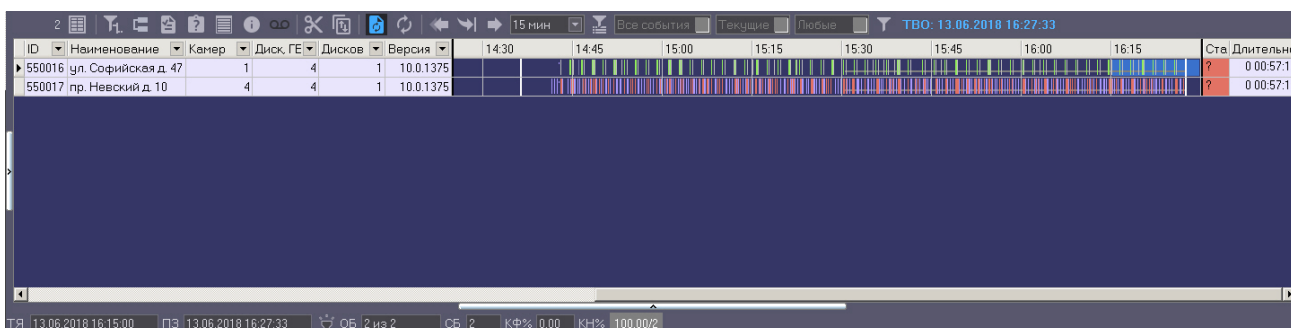 2 15 мин Все события Текущие Любые ТВО: 13.06.2018 16:27:33
ID Наименование Камер Диск, ГБ Дисков Версия 14:30 14:45 15:00 15:15 15:30 15:45 16:00 16:15 Ста Длительно
550016 ул. Софийская д. 47 1 4 1 10.0.1375 ? 0 00:57:1
550017 пр. Невский д. 10 4 4 1 10.0.1375 ? 0 00:57:1
ТЯ 13.06.2018 16:15:00 ПЗ 13.06.2018 16:27:33 ОБ 2 из 2 СБ 2 КФ% 0.00 КН% 100.00/2